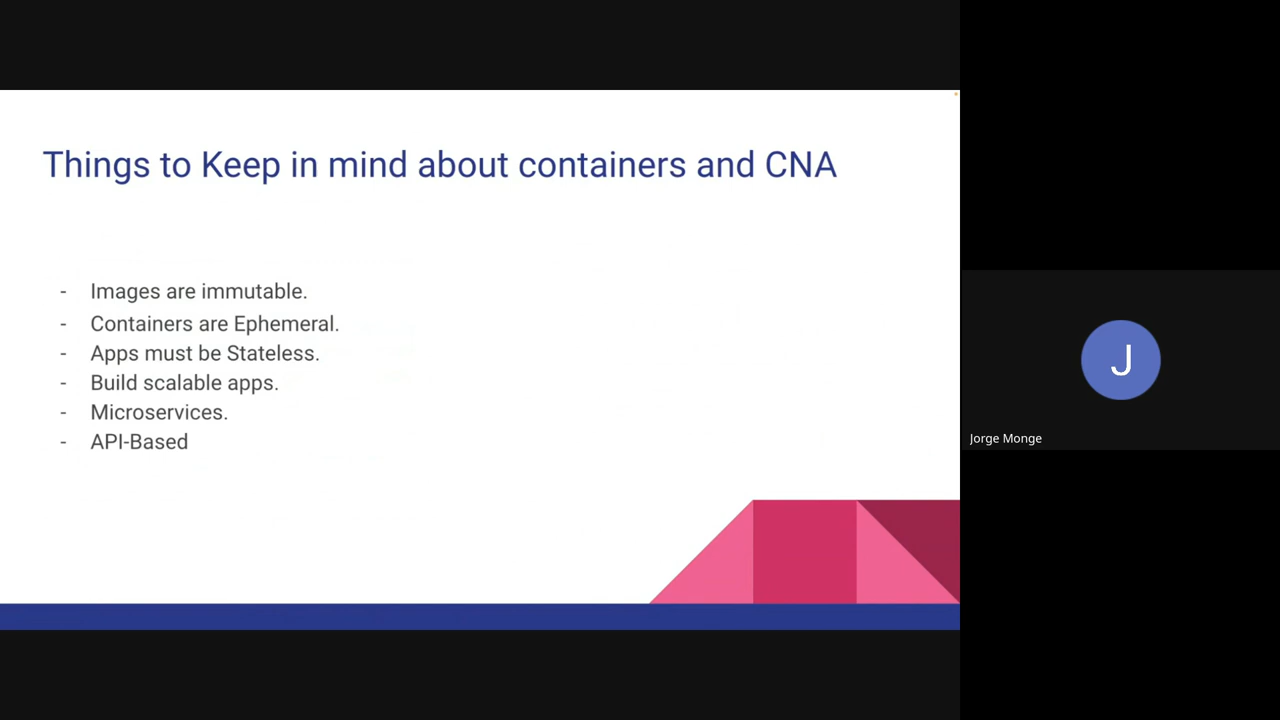 Things to Keep in mind about containers and CNA
- Images are immutable.
- Containers are Ephemeral.
- Apps must be Stateless.
- Build scalable apps.
- Microservices.
- API-Based
J
Jorge Monge